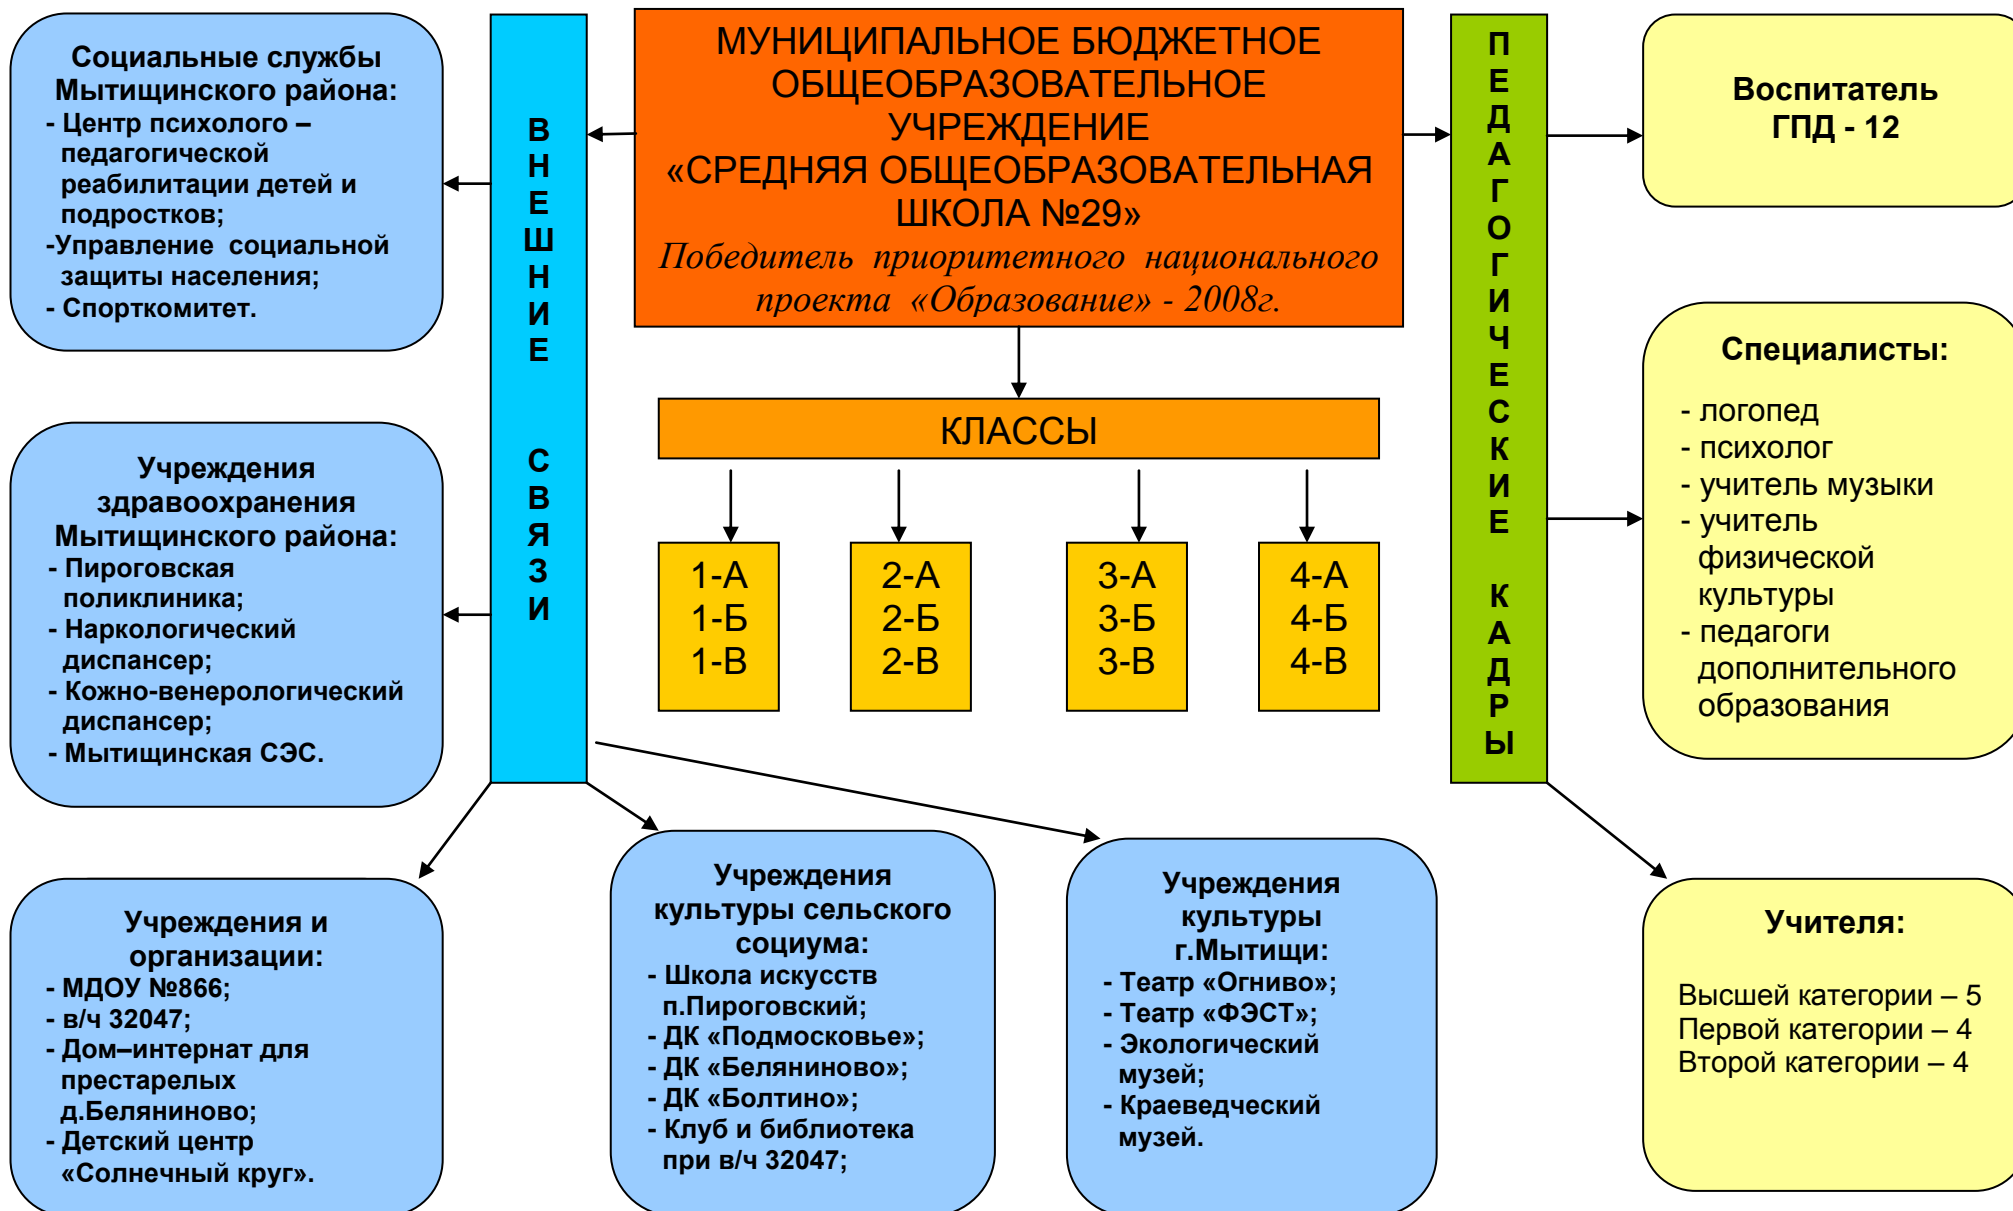 Социальные службы
Мытищинского района:
- Центр психолого –
педагогической
реабилитации детей и
подростков;
-Управление социальной
защиты населения;
- Спорткомитет.
Учреждения
здравоохранения
Мытищинского района:
- Пироговская
поликлиника;
- Наркологический
диспансер;
- Кожно-венерологический
диспансер;
- Мытищинская СЭС.
Учреждения и
организации:
- МДОУ №866;
- в/ч 32047;
- Дом–интернат для
престарелых
д.Беляниново;
- Детский центр
«Солнечный круг».
ВНЕШНИЕ СВЯЗИ
МУНИЦИПАЛЬНОЕ БЮДЖЕТНОЕ
ОБЩЕОБРАЗОВАТЕЛЬНОЕ
УЧРЕЖДЕНИЕ
«СРЕДНЯЯ ОБЩЕОБРАЗОВАТЕЛЬНАЯ
ШКОЛА №29»
Победитель приоритетного национального
проекта «Образование» - 2008г.
КЛАССЫ
1-А
1-Б
1-В
2-А
2-Б
2-В
3-А
3-Б
3-В
4-А
4-Б
4-В
Учреждения
культуры сельского
социума:
- Школа искусств
п.Пироговский;
- ДК «Подмосковье»;
- ДК «Беляниново»;
- ДК «Болтино»;
- Клуб и библиотека
при в/ч 32047;
Учреждения
культуры
г.Мытищи:
- Театр «Огниво»;
- Театр «ФЭСТ»;
- Экологический
музей;
- Краеведческий
музей.
ПЕДАГОГИЧЕСКИЕ КАДРЫ
Воспитатель
ГПД - 12
Специалисты:
- логопед
- психолог
- учитель музыки
- учитель
физической
культуры
- педагоги
дополнительного
образования
Учителя:
Высшей категории – 5
Первой категории – 4
Второй категории – 4